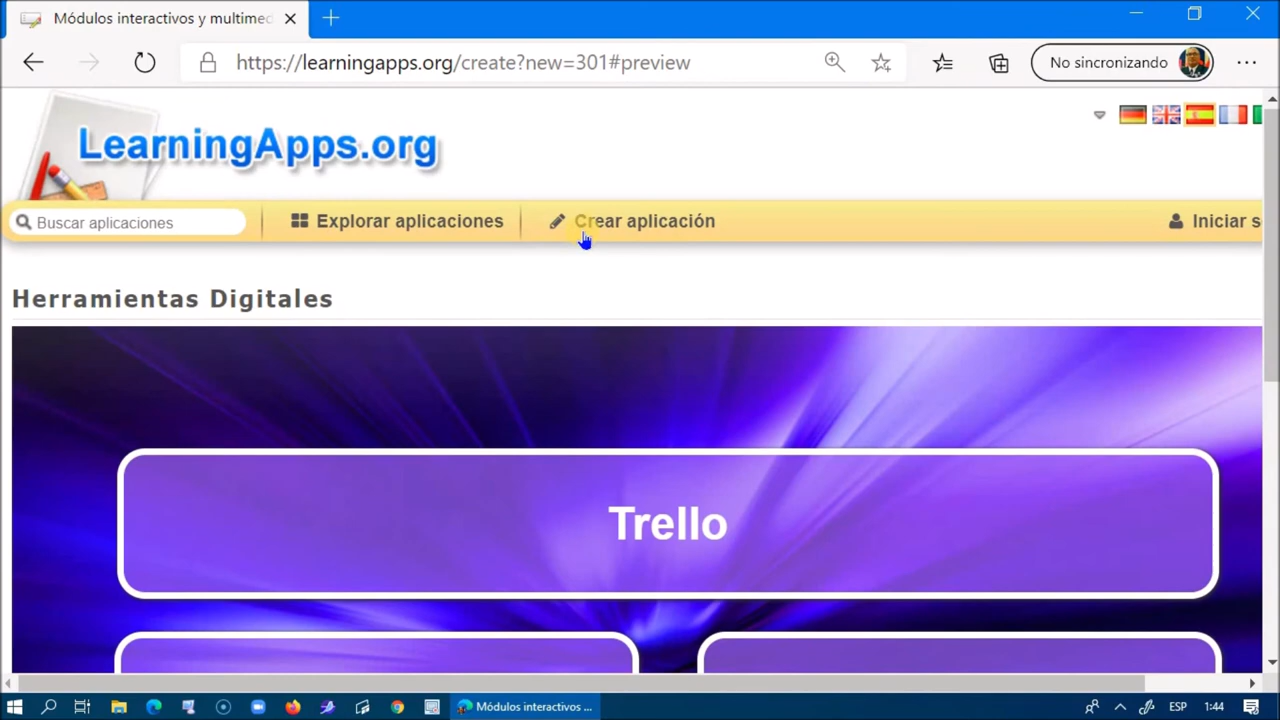 Módulos interactivos y multimed
https://learningapps.org/create?new=301#preview
No sincronizando
LearningApps.org
Buscar aplicaciones
Explorar aplicaciones
Crear aplicación
Iniciar s
Herramientas Digitales
Trello
Módulos interactivos ...
ESP
1:44